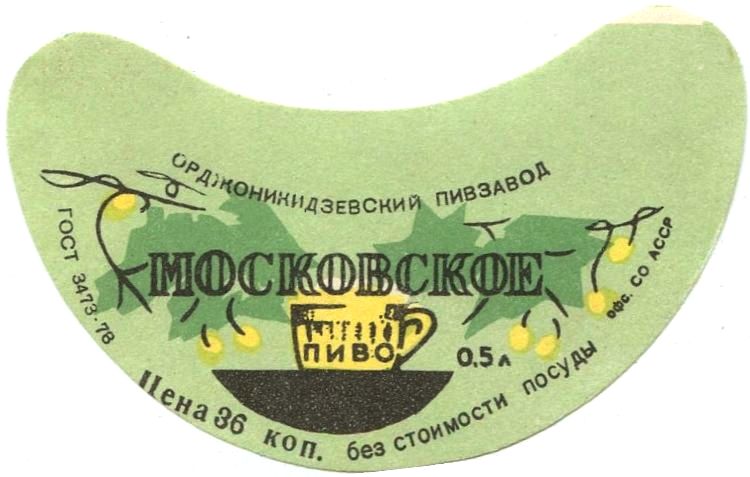 ОРДЖОНИКИДЗЕВСКИЙ ПИВЗАВОД
МОСКОВСКОЕ
ПИВО
0,5 л
ГОСТ 3473-78
Цена 36 коп. без стоимости посуды
офс. СО АССР